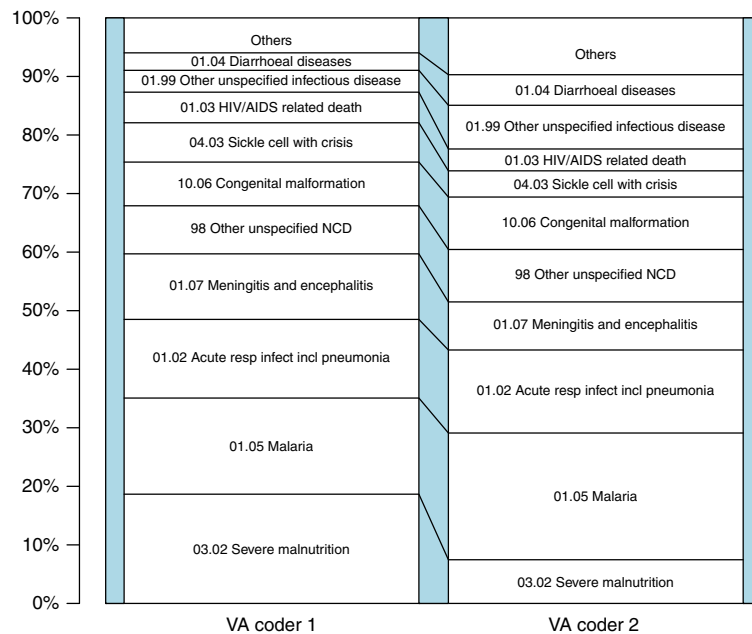 100%
90%
80%
70%
60%
50%
40%
30%
20%
10%
0%
Others
01.04 Diarrhoeal diseases
01.99 Other unspecified infectious disease
01.03 HIV/AIDS related death
04.03 Sickle cell with crisis
10.06 Congenital malformation
98 Other unspecified NCD
01.07 Meningitis and encephalitis
01.02 Acute resp infect incl pneumonia
01.05 Malaria
03.02 Severe malnutrition
VA coder 1
Others
01.04 Diarrhoeal diseases
01.99 Other unspecified infectious disease
01.03 HIV/AIDS related death
04.03 Sickle cell with crisis
10.06 Congenital malformation
98 Other unspecified NCD
01.07 Meningitis and encephalitis
01.02 Acute resp infect incl pneumonia
01.05 Malaria
03.02 Severe malnutrition
VA coder 2